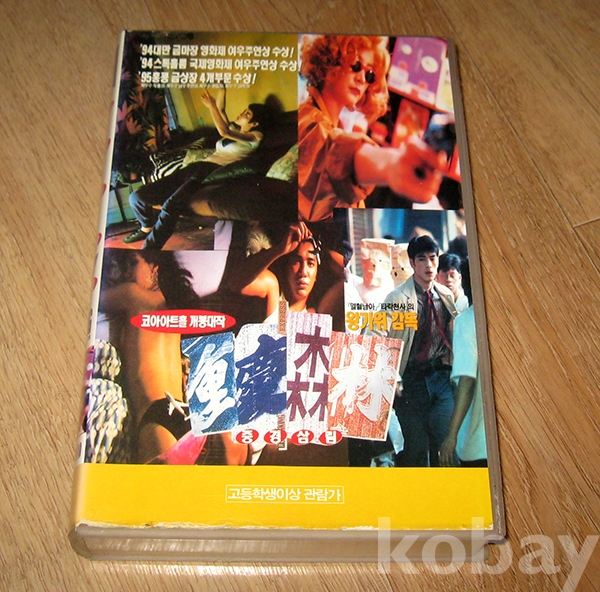 '94대만 금마장 영화제 여우주연상 수상!
'94스톡홀름 국제영화제 여우주연상 수상!
'95홍콩 금상장 4개부문 수상!
코아아트홀 개봉대작
「열혈남아」「타락천사」의
왕가위 감독
重慶森林
중경삼림
고등학생이상 관람가
kobay